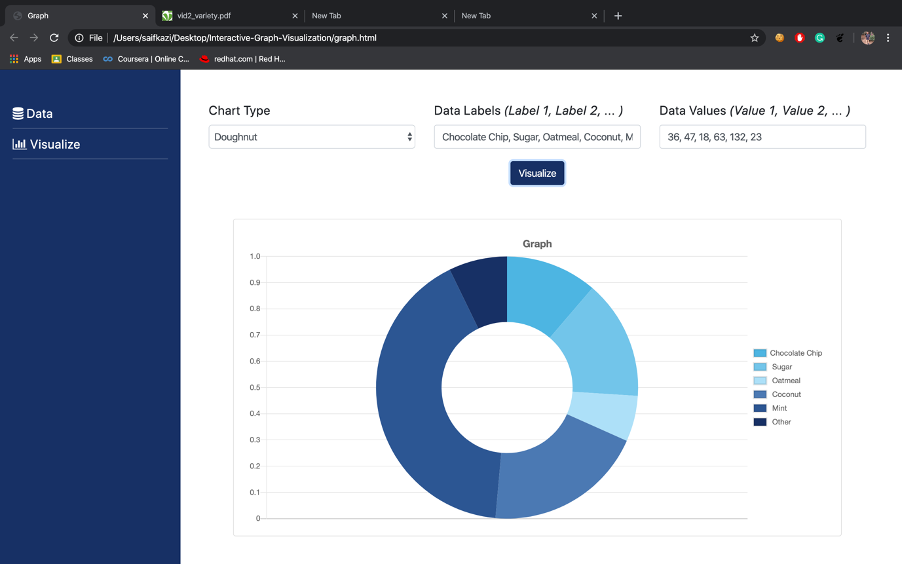 Graph
vid2_variety.pdf
New Tab
New Tab
File /Users/saifkazi/Desktop/Interactive-Graph-Visualization/graph.html
Apps Classes Coursera | Online C... redhat.com | Red H...
Data
Visualize
Chart Type
Doughnut
Data Labels (Label 1, Label 2, ... )
Chocolate Chip, Sugar, Oatmeal, Coconut, M
Data Values (Value 1, Value 2, ... )
36, 47, 18, 63, 132, 23
Visualize
Graph
1.0
0.9
0.8
0.7
0.6
0.5
0.4
0.3
0.2
0.1
0
Chocolate Chip
Sugar
Oatmeal
Coconut
Mint
Other